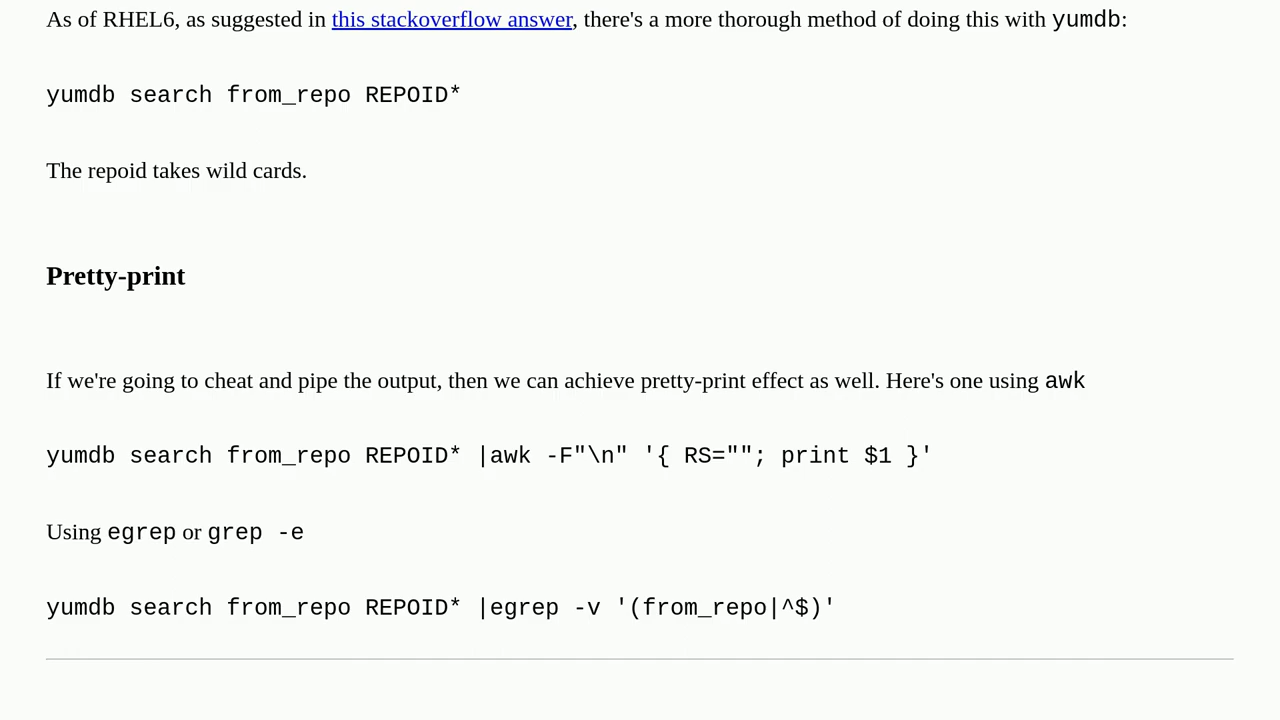 As of RHEL6, as suggested in this stackoverflow answer, there's a more thorough method of doing this with yumdb:
yumdb search from_repo REPOID*
The repoid takes wild cards.
Pretty-print
If we're going to cheat and pipe the output, then we can achieve pretty-print effect as well. Here's one using awk
yumdb search from_repo REPOID* |awk -F"\n" '{ RS=""; print $1 }'
Using egrep or grep -e
yumdb search from_repo REPOID* |egrep -v '(from_repo|^$)'